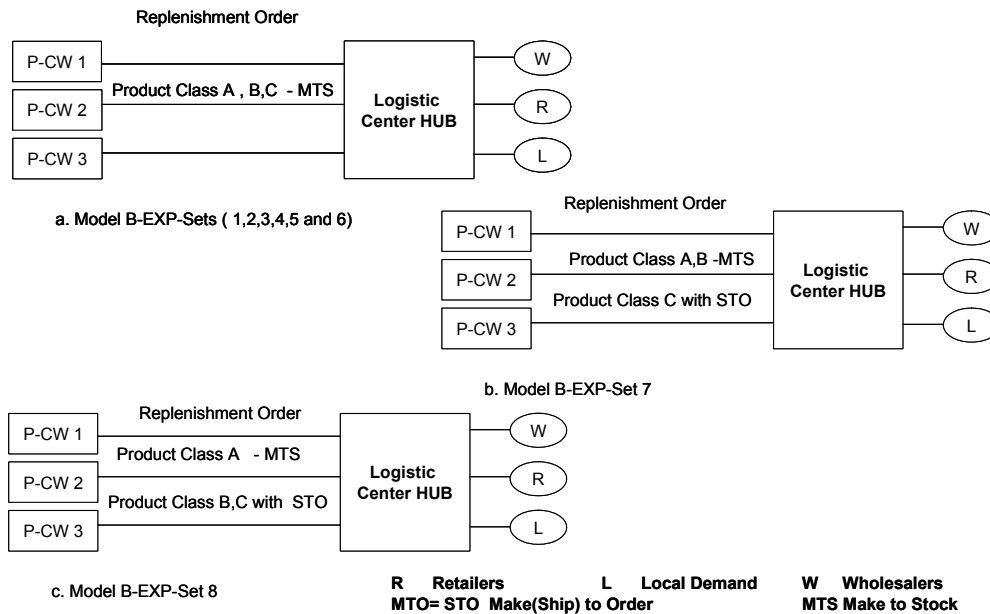 Replenishment Order
P-CW 1
Product Class A , B,C - MTS
P-CW 2
P-CW 3
Logistic
Center HUB
W
R
L
a. Model B-EXP-Sets ( 1,2,3,4,5 and 6)
Replenishment Order
P-CW 1
Product Class A,B -MTS
P-CW 2
Product Class C with STO
P-CW 3
Logistic
Center HUB
W
R
L
b. Model B-EXP-Set 7
Replenishment Order
P-CW 1
Product Class A - MTS
P-CW 2
Product Class B,C with STO
P-CW 3
Logistic
Center HUB
W
R
L
c. Model B-EXP-Set 8
R Retailers L Local Demand W Wholesalers
MTO= STO Make(Ship) to Order MTS Make to Stock